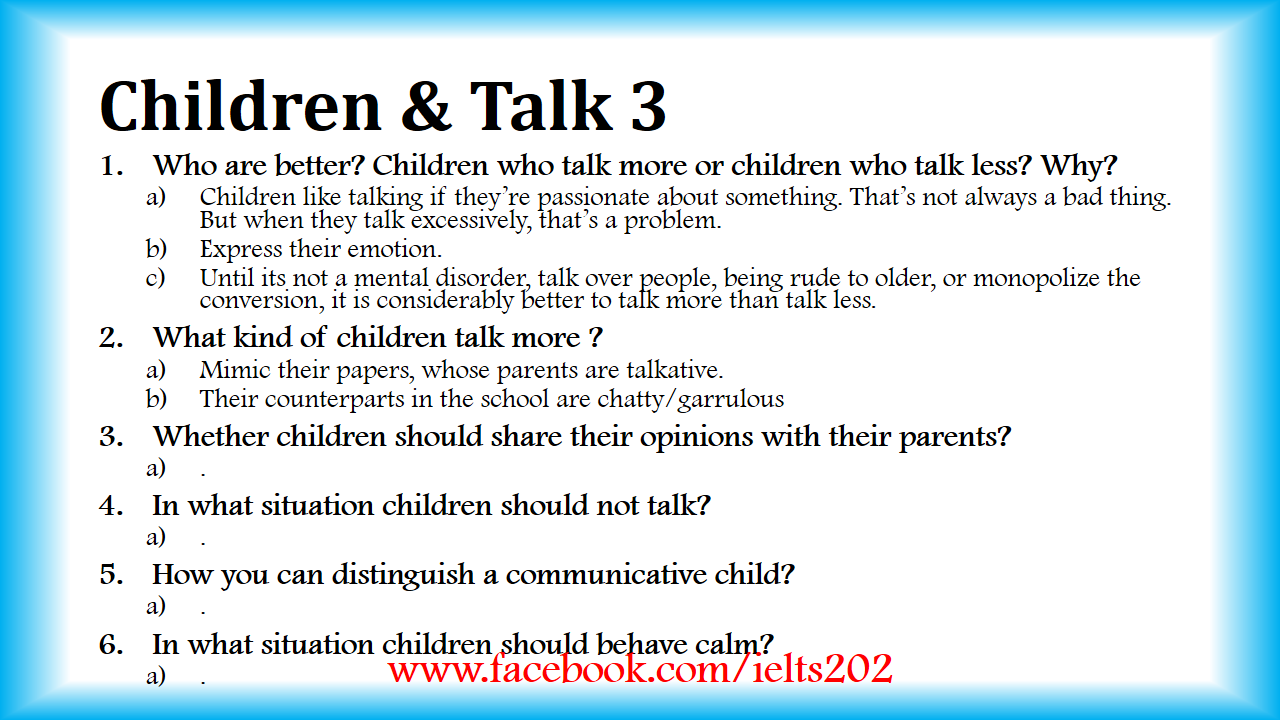 Children & Talk 3
1. Who are better? Children who talk more or children who talk less? Why?
a) Children like talking if they're passionate about something. That's not always a bad thing.
But when they talk excessively, that's a problem.
b) Express their emotion.
c) Until its not a mental disorder, talk over people, being rude to older, or monopolize the
conversion, it is considerably better to talk more than talk less.
2. What kind of children talk more ?
a) Mimic their papers, whose parents are talkative.
b) Their counterparts in the school are chatty/garrulous
3. Whether children should share their opinions with their parents?
a) .
4. In what situation children should not talk?
a) .
5. How you can distinguish a communicative child?
a) .
6. In what situation children should behave calm?
a) .
www.facebook.com/ielts202